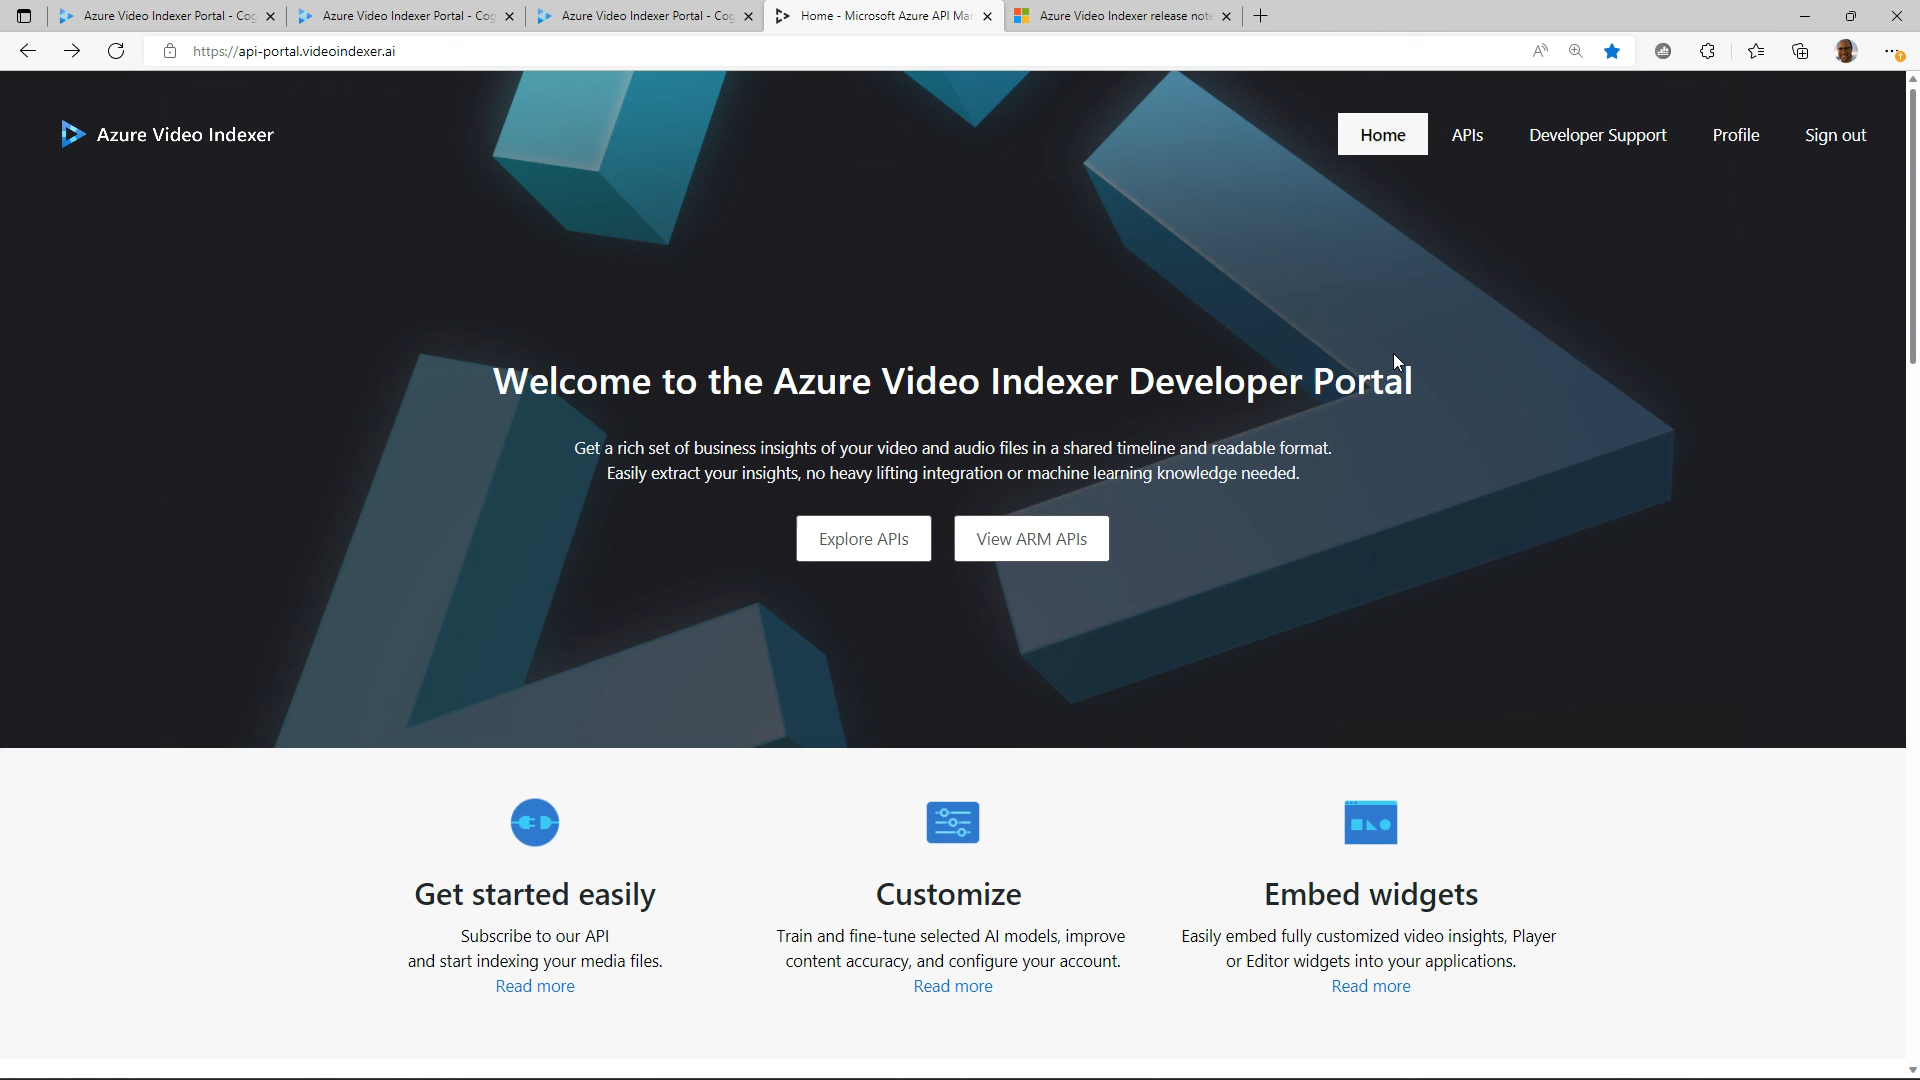 Azure Video Indexer Portal - Cog
Azure Video Indexer Portal - Cog
Azure Video Indexer Portal - Cog
Home - Microsoft Azure API Ma
Azure Video Indexer release note
https://api-portal.videoindexer.ai
Azure Video Indexer
Home
APIs
Developer Support
Profile
Sign out
Welcome to the Azure Video Indexer Developer Portal
Get a rich set of business insights of your video and audio files in a shared timeline and readable format.
Easily extract your insights, no heavy lifting integration or machine learning knowledge needed.
Explore APIs
View ARM APIs
Get started easily
Subscribe to our API
and start indexing your media files.
Read more
Customize
Train and fine-tune selected AI models, improve
content accuracy, and configure your account.
Read more
Embed widgets
Easily embed fully customized video insights, Player
or Editor widgets into your applications.
Read more